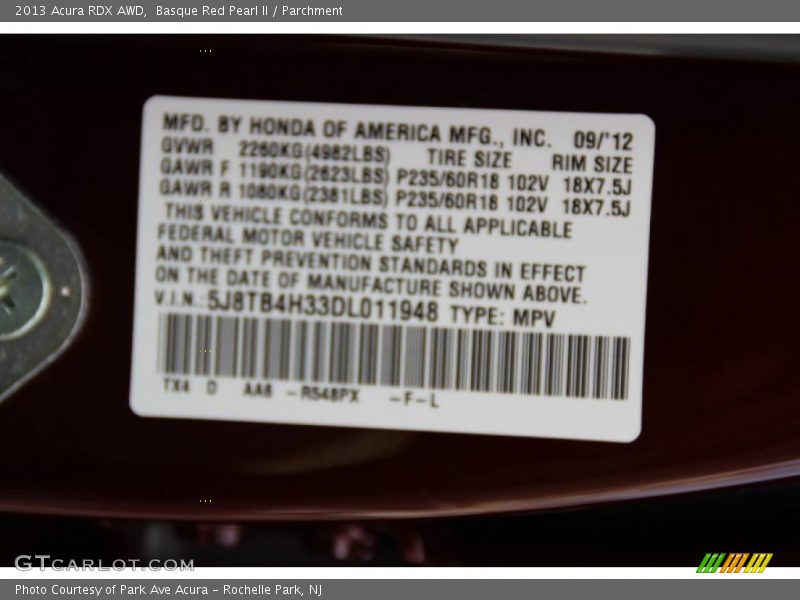 2013 Acura RDX AWD,  Basque Red Pearl II / Parchment
MFD. BY HONDA OF AMERICA MFG., INC. 09/'12
GVWR 2260KG(4982LBS) TIRE SIZE RIM SIZE
GAWR F 1190KG(2623LBS) P235/60R18 102V 18X7.5J
GAWR R 1080KG(2381LBS) P235/60R18 102V 18X7.5J
THIS VEHICLE CONFORMS TO ALL APPLICABLE
FEDERAL MOTOR VEHICLE SAFETY
AND THEFT PREVENTION STANDARDS IN EFFECT
ON THE DATE OF MANUFACTURE SHOWN ABOVE.
V.I.N.: 5J8TB4H33DL011948 TYPE: MPV
TX4 D AA6 -R548PX -F-L
GTCARLOT.COM
Photo Courtesy of Park Ave Acura - Rochelle Park, NJ